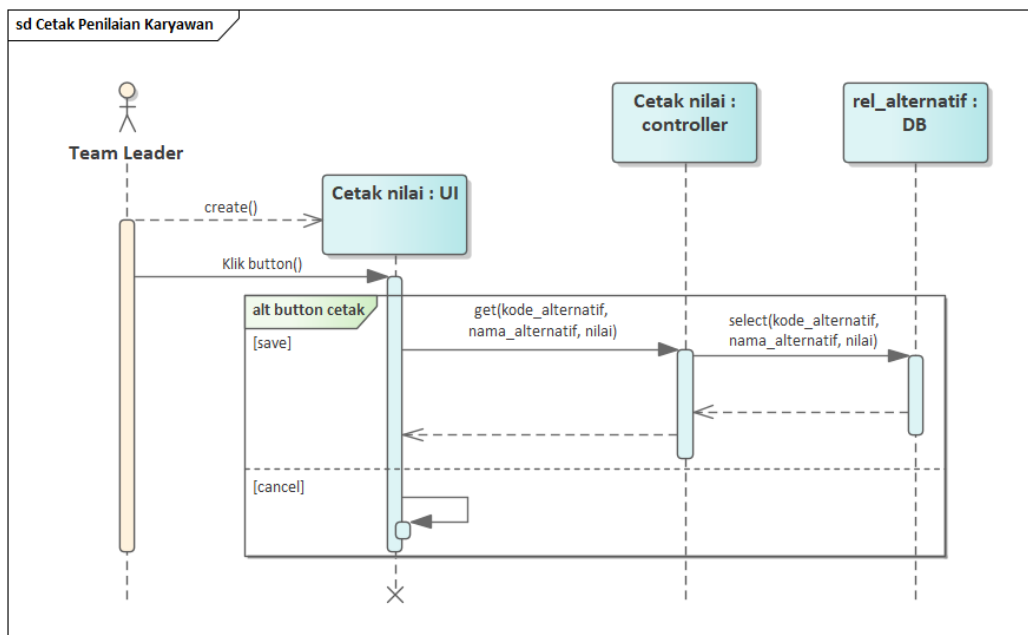 sd Cetak Penilaian Karyawan
Team Leader
Cetak nilai : UI
Cetak nilai :
controller
rel_alternatif :
DB
create()
Klik button()
alt button cetak
[save]
get(kode_alternatif,
nama_alternatif, nilai)
select(kode_alternatif,
nama_alternatif, nilai)
[cancel]